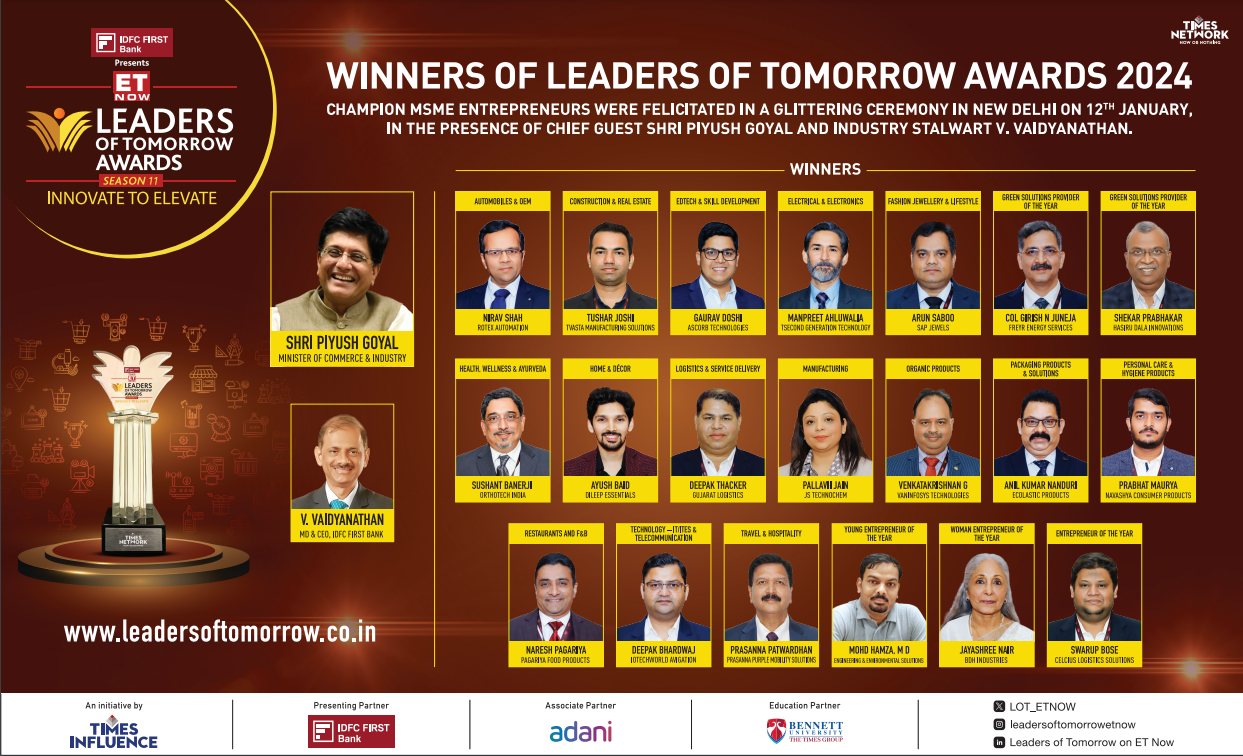 IDFC FIRST
Bank
Presents
ET
NOW
LEADERS
OF TOMORROW
AWARDS
SEASON 11
INNOVATE TO ELEVATE
TIMES
NETWORK
NOW OR NOTHING
WINNERS OF LEADERS OF TOMORROW AWARDS 2024
CHAMPION MSME ENTREPRENEURS WERE FELICITATED IN A GLITTERING CEREMONY IN NEW DELHI ON 12TH JANUARY,
IN THE PRESENCE OF CHIEF GUEST SHRI PIYUSH GOYAL AND INDUSTRY STALWART V. VAIDYANATHAN.
SHRI PIYUSH GOYAL
MINISTER OF COMMERCE & INDUSTRY
V. VAIDYANATHAN
MD & CEO, IDFC FIRST BANK
LEADERS
OF TOMORROW
AWARDS
TIMES
NETWORK
www.leadersoftomorrow.co.in
WINNERS
AUTOMOBILES & OEM
NIRAV SHAH
ROTEX AUTOMATION
CONSTRUCTION & REAL ESTATE
TUSHAR JOSHI
TVASTA MANUFACTURING SOLUTIONS
EDTECH & SKILL DEVELOPMENT
GAURAV DOSHI
ASCORB TECHNOLOGIES
ELECTRICAL & ELECTRONICS
MANPREET AHLUWALIA
TSECOND GENERATION TECHNOLOGY
FASHION JEWELLERY & LIFESTYLE
ARUN SABOO
SAP JEWELS
GREEN SOLUTIONS PROVIDER
OF THE YEAR
COL GIRISH N JUNEJA
FREYR ENERGY SERVICES
GREEN SOLUTIONS PROVIDER
OF THE YEAR
SHEKAR PRABHAKAR
HASIRU DALA INNOVATIONS
HEALTH, WELLNESS & AYURVEDA
SUSHANT BANERJI
ORTHOTECH INDIA
HOME & DÉCOR
AYUSH BAID
DILEEP ESSENTIALS
LOGISTICS & SERVICE DELIVERY
DEEPAK THACKER
GUJARAT LOGISTICS
MANUFACTURING
PALLAVII JAIN
JS TECHNOCHEM
ORGANIC PRODUCTS
VENKATAKRISHNAN G
VANINFOSYS TECHNOLOGIES
PACKAGING PRODUCTS
& SOLUTIONS
ANIL KUMAR NANDURI
ECOLASTIC PRODUCTS
PERSONAL CARE &
HYGIENE PRODUCTS
PRABHAT MAURYA
NAVASHYA CONSUMER PRODUCTS
RESTAURANTS AND F&B
NARESH PAGARIYA
PAGARIYA FOOD PRODUCTS
TECHNOLOGY – IT/ITES &
TELECOMMUNICATION
DEEPAK BHARDWAJ
IOTECHWORLD AVIGATION
TRAVEL & HOSPITALITY
PRASANNA PATWARDHAN
PRASANNA PURPLE MOBILITY SOLUTIONS
YOUNG ENTREPRENEUR OF
THE YEAR
MOHD HAMZA. M D
ENGINEERING & ENVIRONMENTAL SOLUTIONS
WOMAN ENTREPRENEUR OF
THE YEAR
JAYASHREE NAIR
BDH INDUSTRIES
ENTREPRENEUR OF THE YEAR
SWARUP BOSE
CELCIUS LOGISTICS SOLUTIONS
An initiative by
TIMES
INFLUENCE
Presenting Partner
IDFC FIRST
Bank
Associate Partner
adani
Education Partner
BENNETT
UNIVERSITY
THE TIMES GROUP
LOT_ETNOW
leadersoftomorrowetnow
Leaders of Tomorrow on ET Now